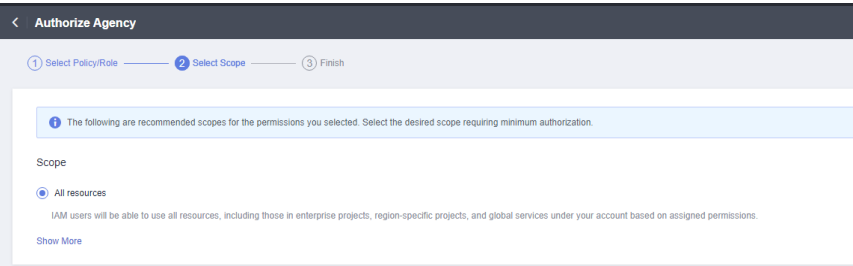 Authorize Agency
1 Select Policy/Role 2 Select Scope 3 Finish
The following are recommended scopes for the permissions you selected. Select the desired scope requiring minimum authorization.
Scope
All resources
IAM users will be able to use all resources, including those in enterprise projects, region-specific projects, and global services under your account based on assigned permissions.
Show More